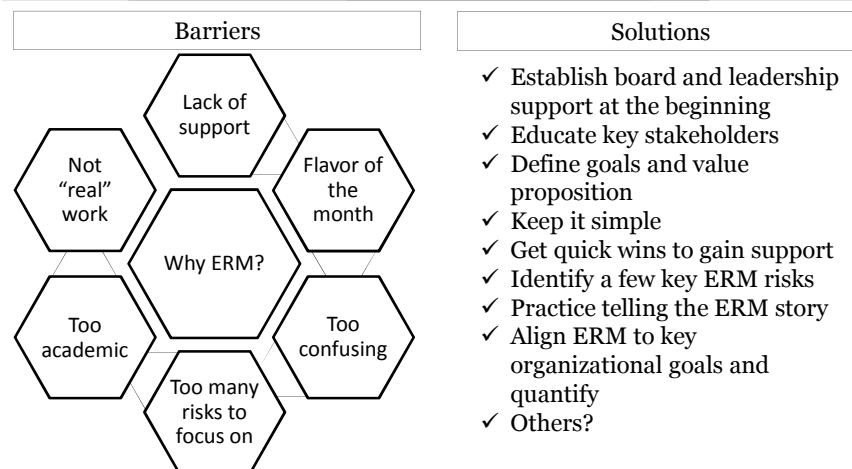 Barriers
Lack of
support
Flavor of
the
month
Too
confusing
Too many
risks to
focus on
Too
academic
Not
“real”
work
Why ERM?
Solutions
✓ Establish board and leadership
support at the beginning
✓ Educate key stakeholders
✓ Define goals and value
proposition
✓ Keep it simple
✓ Get quick wins to gain support
✓ Identify a few key ERM risks
✓ Practice telling the ERM story
✓ Align ERM to key
organizational goals and
quantify
✓ Others?